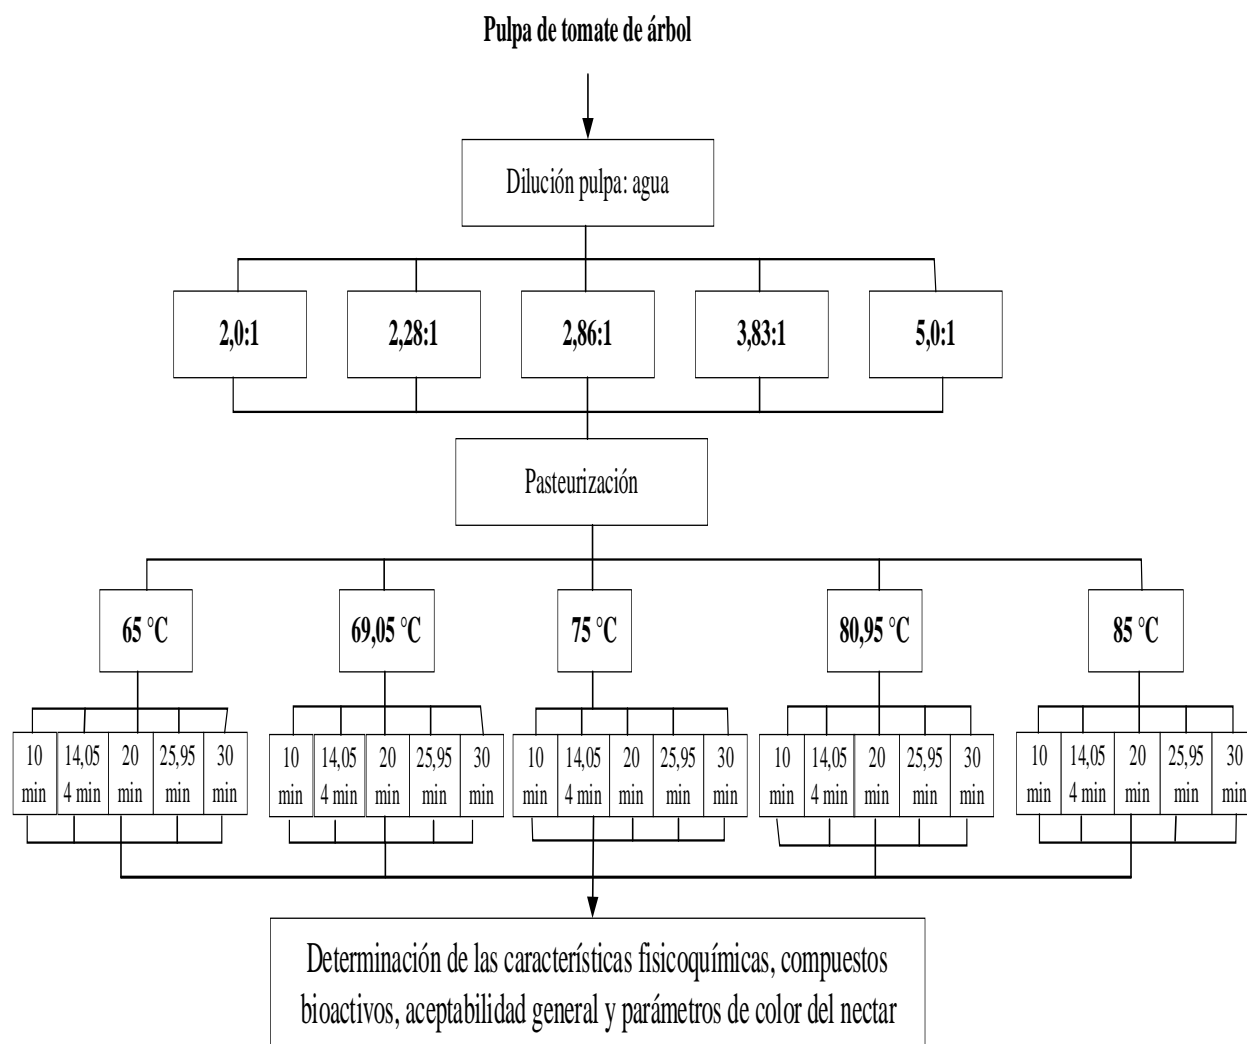 Pulpa de tomate de árbol
Dilución pulpa: agua
2,0:1
2,28:1
2,86:1
3,83:1
5,0:1
Pasteurización
65 °C
69,05 °C
75 °C
80,95 °C
85 °C
10
min
14,05
4 min
20
min
25,95
min
30
min
10
min
14,05
4 min
20
min
25,95
min
30
min
10
min
14,05
4 min
20
min
25,95
min
30
min
10
min
14,05
4 min
20
min
25,95
min
30
min
10
min
14,05
4 min
20
min
25,95
min
30
min
Determinación de las características fisicoquímicas, compuestos
bioactivos, aceptabilidad general y parámetros de color del nectar